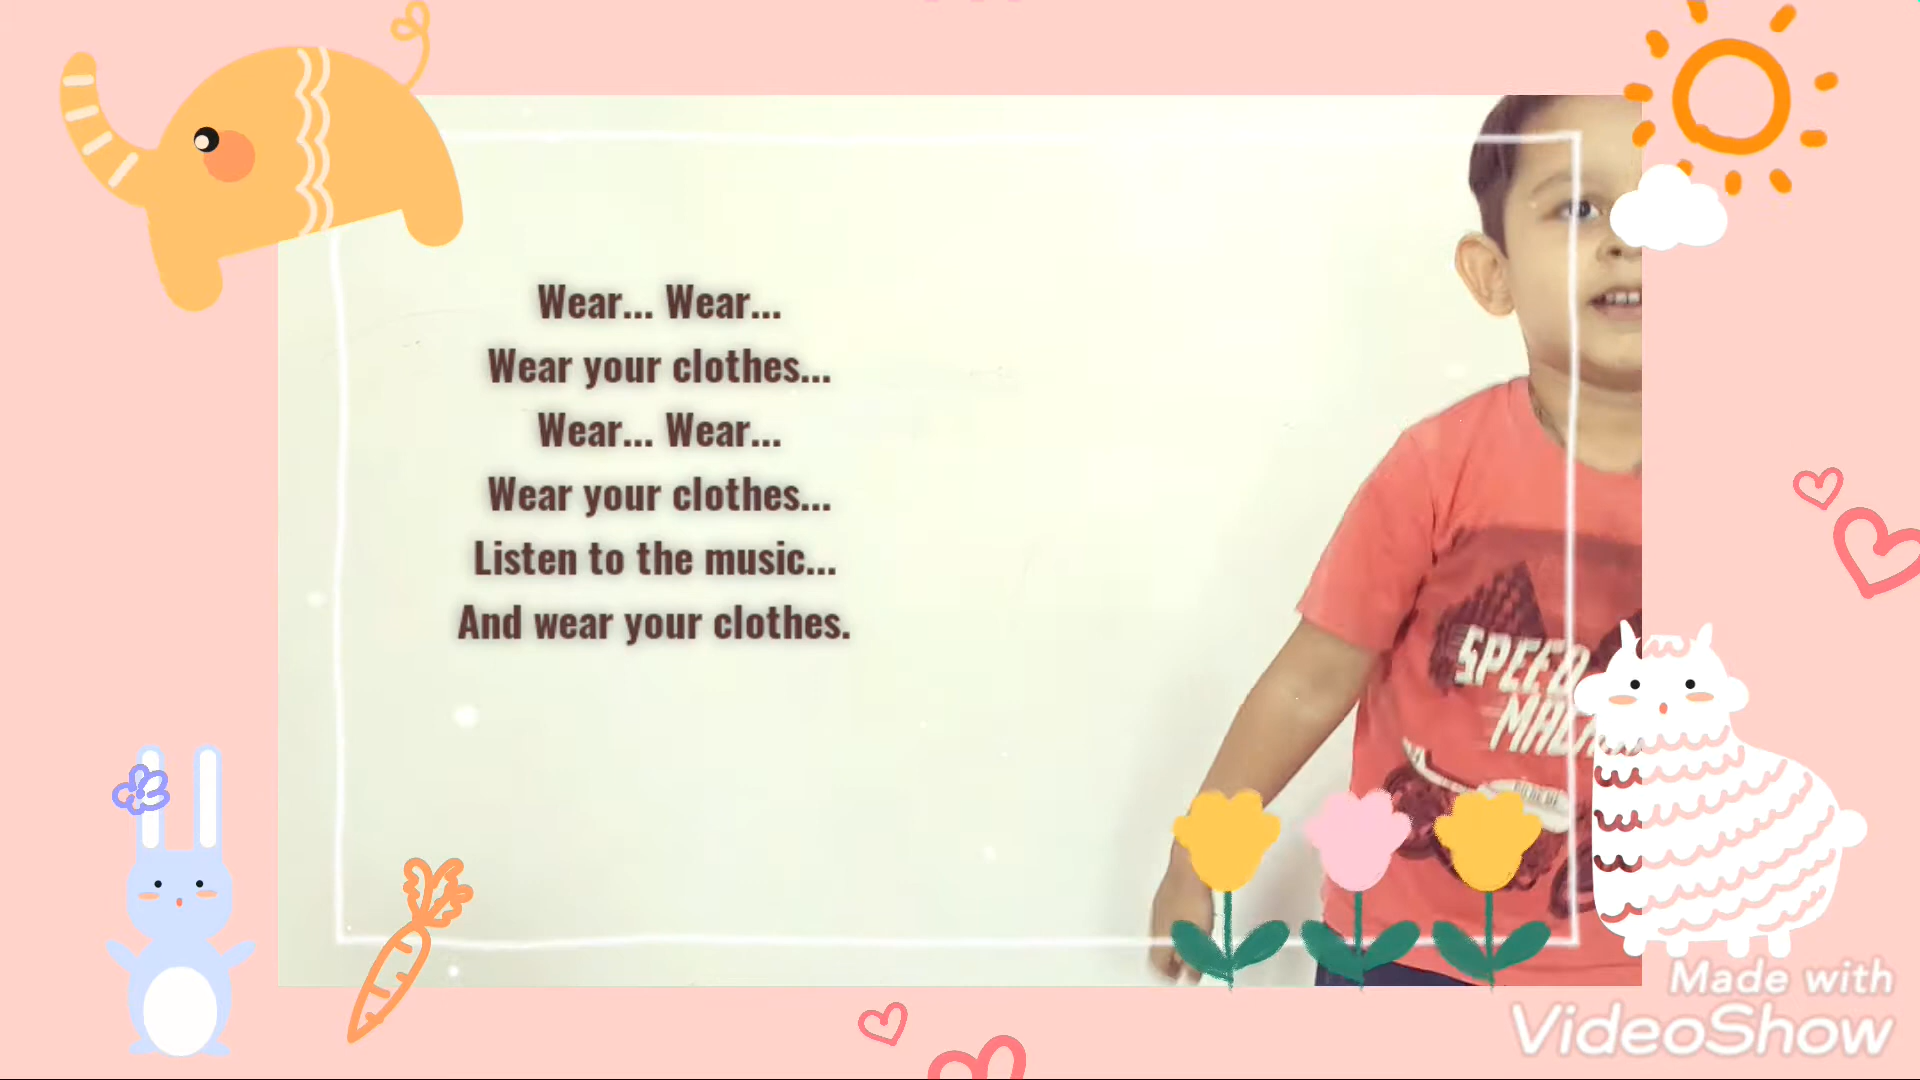 Wear... Wear...
Wear your clothes...
Wear... Wear...
Wear your clothes...
Listen to the music...
And wear your clothes.
SPEED
Made with
VideoShow